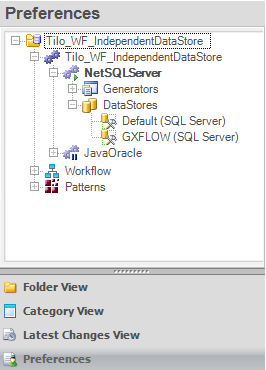 Preferences
Tilo_WF_IndependentDataStore
Tilo_WF_IndependentDataStore
NetSQLServer
Generators
DataStores
Default (SQL Server)
GXFLOW (SQL Server)
JavaOracle
Workflow
Patterns
Folder View
Category View
Latest Changes View
Preferences